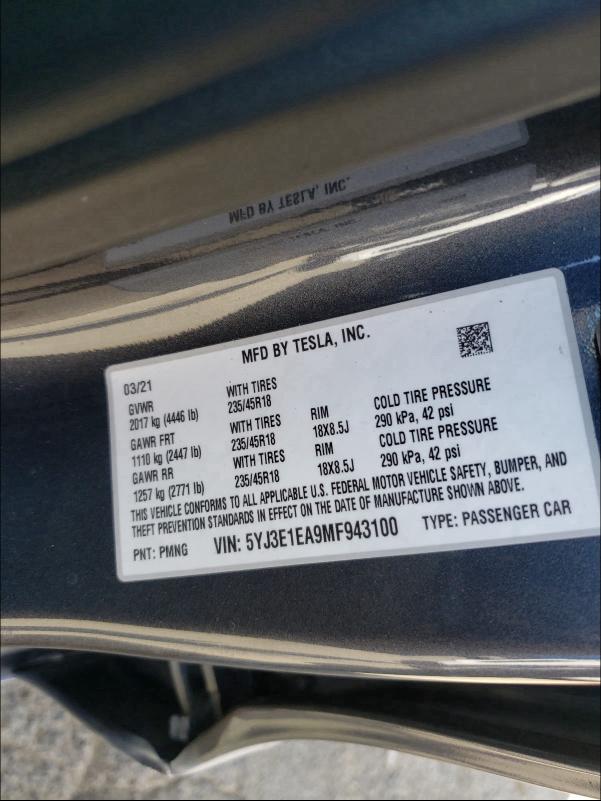 MFD BY TESLA, INC.
MFD BY TESLA, INC.
03/21
GVWR WITH TIRES
2017 kg (4446 lb) 235/45R18 RIM COLD TIRE PRESSURE
GAWR FRT WITH TIRES 18X8.5J 290 kPa, 42 psi
1110 kg (2447 lb) 235/45R18 RIM COLD TIRE PRESSURE
GAWR RR WITH TIRES 18X8.5J 290 kPa, 42 psi
1257 kg (2771 lb) 235/45R18
THIS VEHICLE CONFORMS TO ALL APPLICABLE U.S. FEDERAL MOTOR VEHICLE SAFETY, BUMPER, AND
THEFT PREVENTION STANDARDS IN EFFECT ON THE DATE OF MANUFACTURE SHOWN ABOVE.
PNT: PMNG VIN: 5YJ3E1EA9MF943100 TYPE: PASSENGER CAR